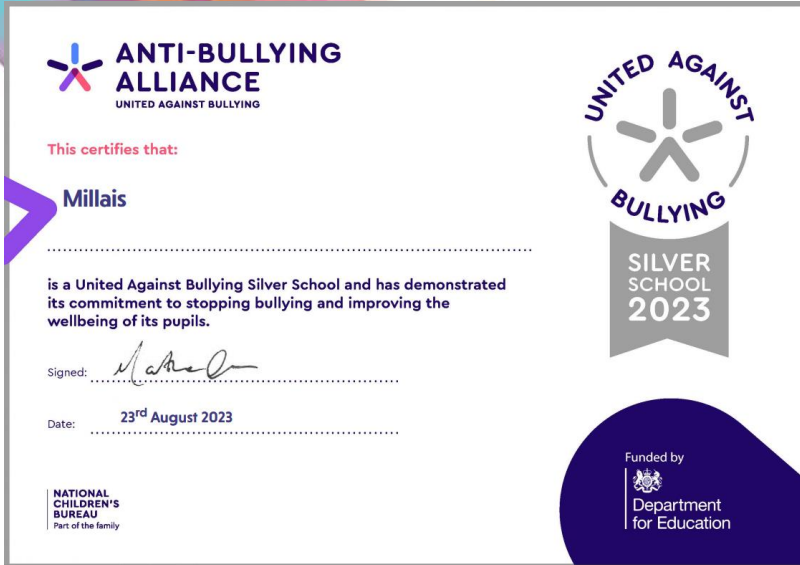 ANTI-BULLYING
ALLIANCE
UNITED AGAINST BULLYING
This certifies that:
Millais
is a United Against Bullying Silver School and has demonstrated
its commitment to stopping bullying and improving the
wellbeing of its pupils.
Signed:
Date: 23rd August 2023
NATIONAL
CHILDREN'S
BUREAU
Part of the family
UNITED AGAINST
BULLYING
SILVER
SCHOOL
2023
Funded by
Department
for Education